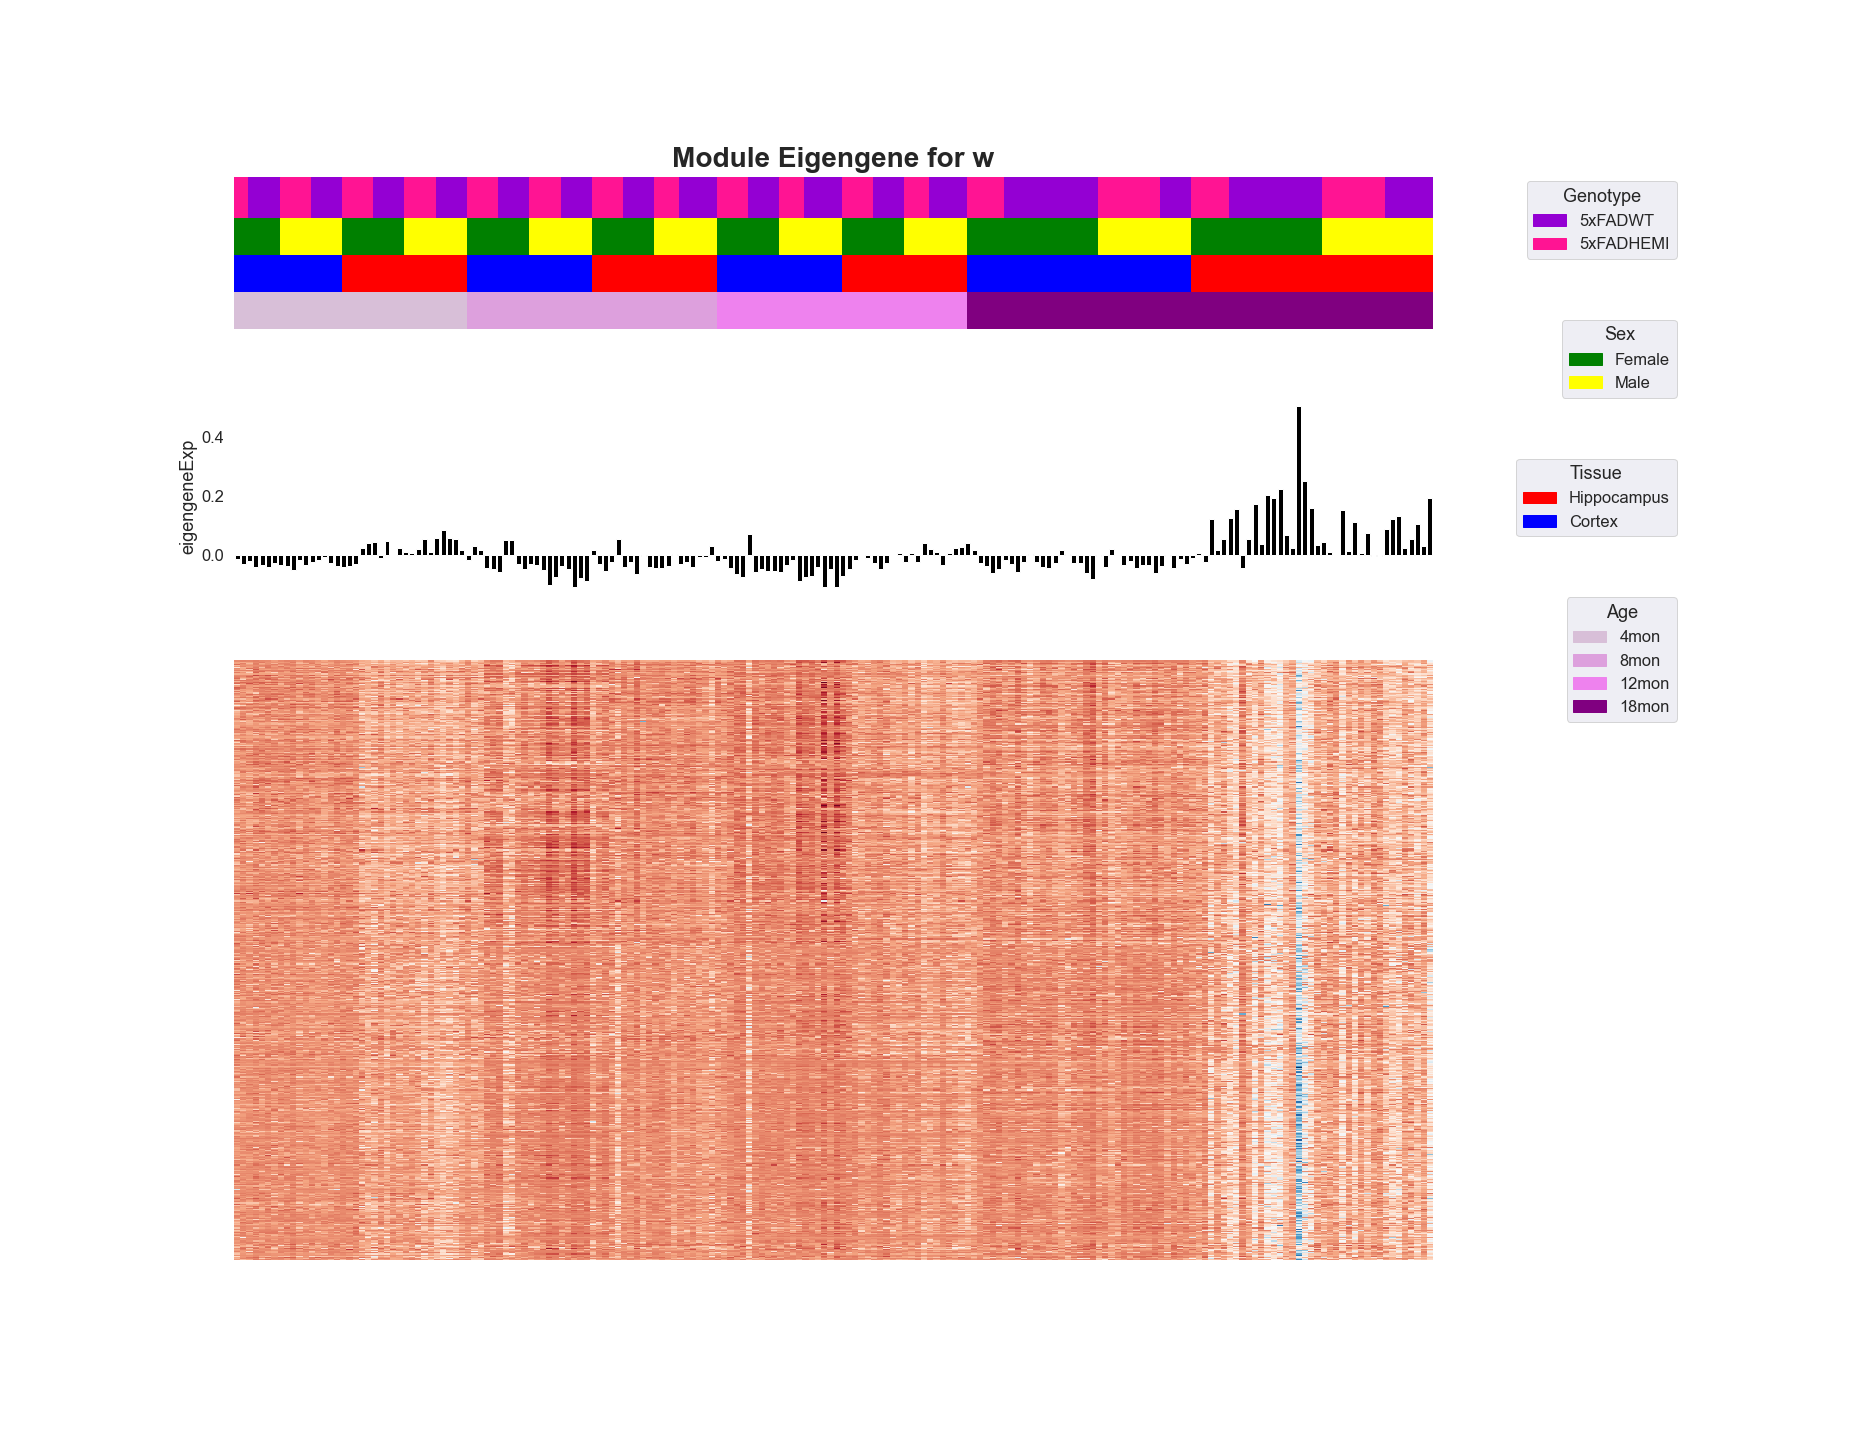 Module Eigengene for w
Genotype
5xFADWT
5xFADHEMI
Sex
Female
Male
eigengeneExp
0.4
0.2
0.0
Tissue
Hippocampus
Cortex
Age
4mon
8mon
12mon
18mon